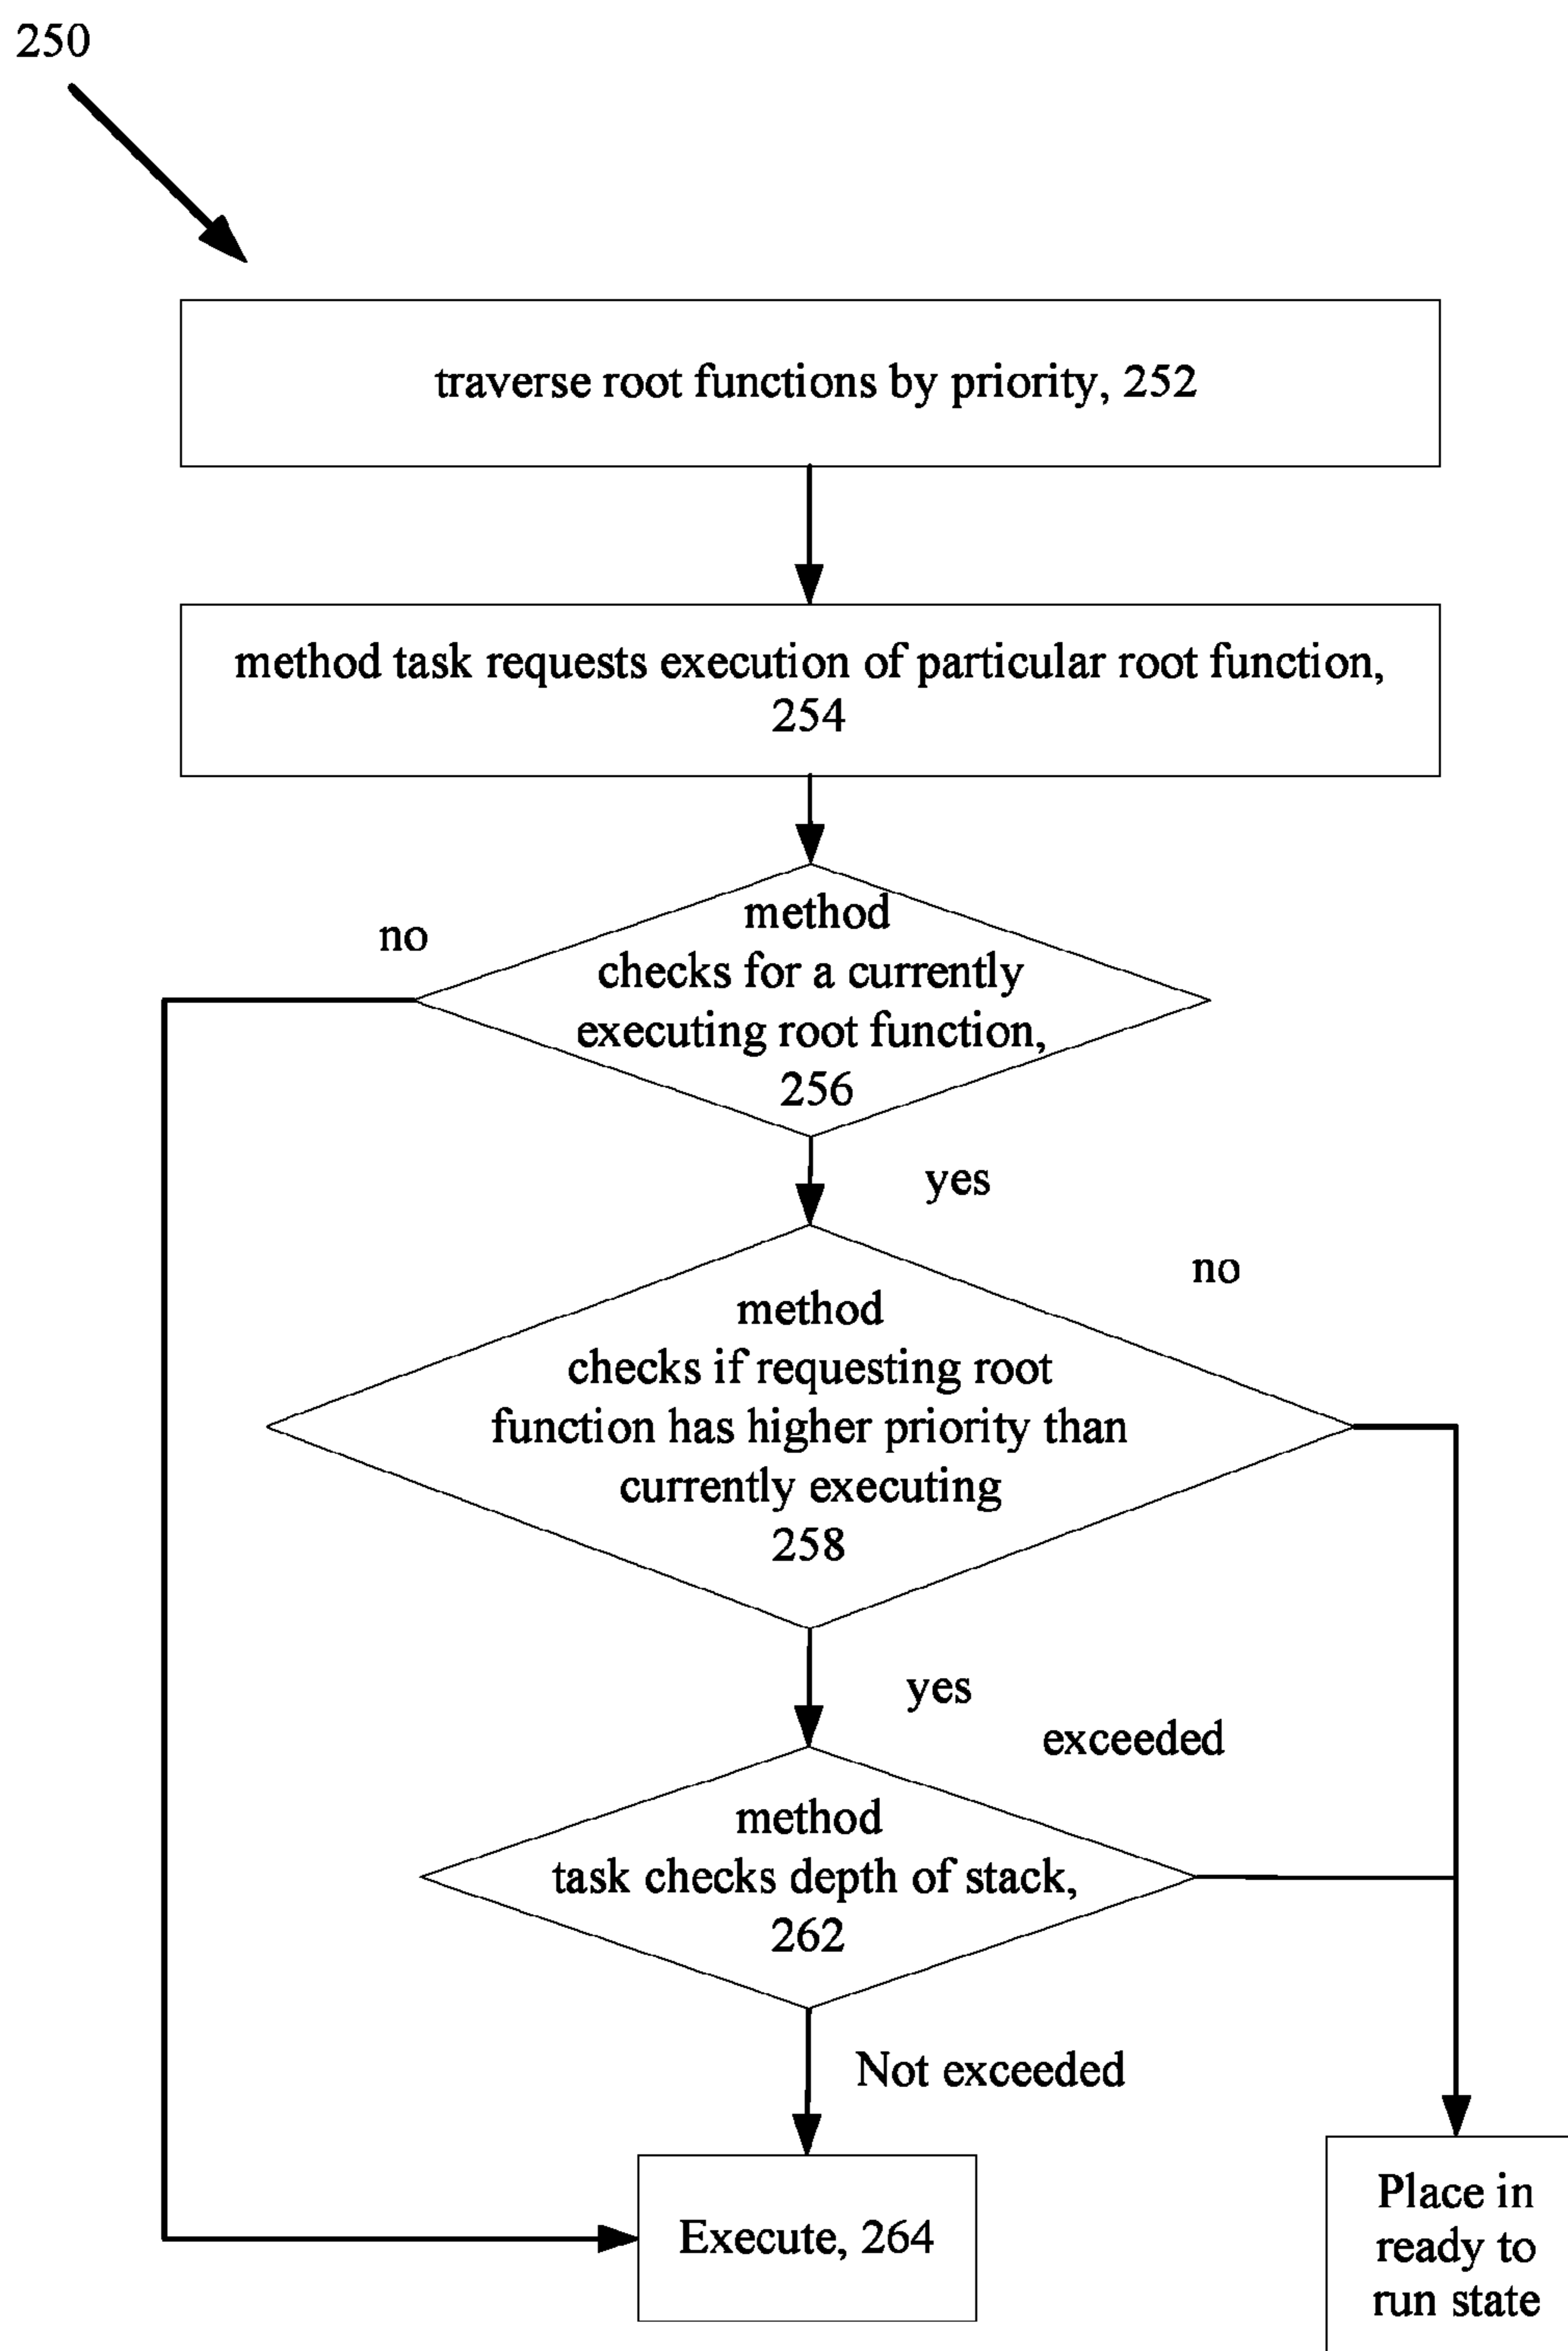 250
traverse root functions by priority, 252
method task requests execution of particular root function,
254
no
method
checks for a currently
executing root function,
256
yes
no
method
checks if requesting root
function has higher priority than
currently executing
258
yes
exceeded
method
task checks depth of stack,
262
Not exceeded
Execute, 264
Place in
ready to
run state